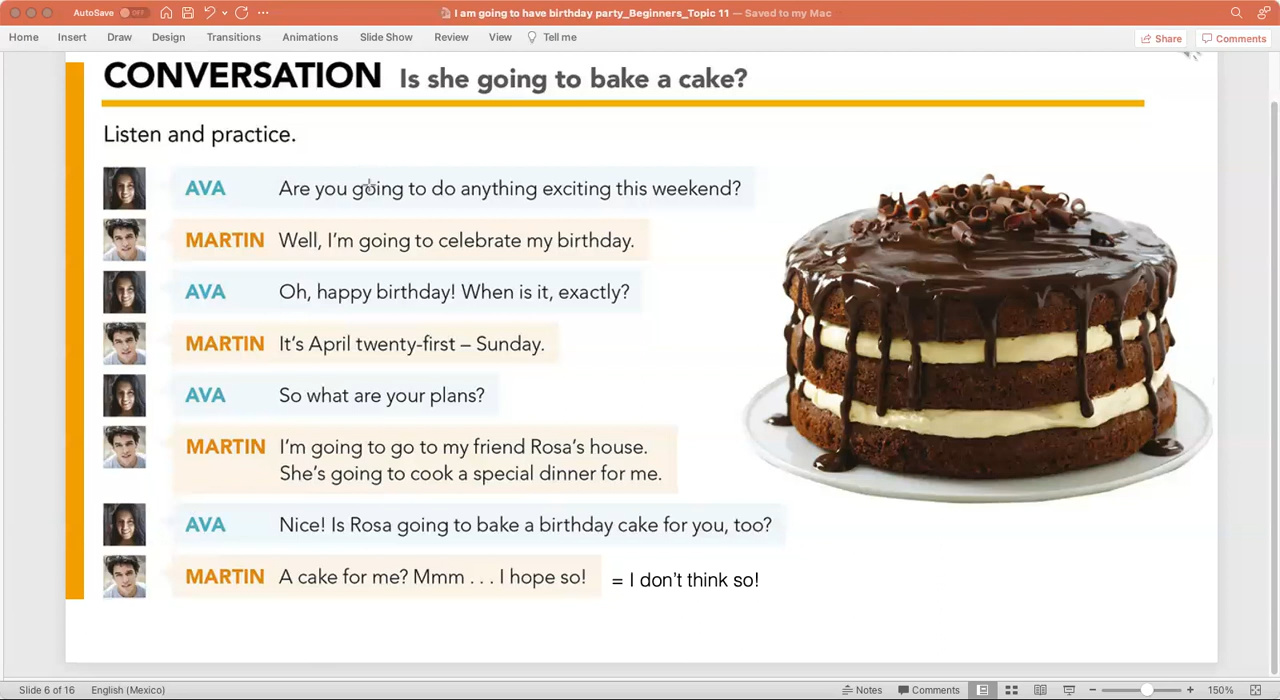 AutoSave OFF I am going to have birthday party_Beginners_Topic 11 — Saved to my Mac
Home Insert Draw Design Transitions Animations Slide Show Review View Tell me Share Comments
CONVERSATION Is she going to bake a cake?
Listen and practice.
AVA Are you going to do anything exciting this weekend?
MARTIN Well, I'm going to celebrate my birthday.
AVA Oh, happy birthday! When is it, exactly?
MARTIN It's April twenty-first – Sunday.
AVA So what are your plans?
MARTIN I'm going to go to my friend Rosa's house.
She's going to cook a special dinner for me.
AVA Nice! Is Rosa going to bake a birthday cake for you, too?
MARTIN A cake for me? Mmm . . . I hope so! = I don't think so!
Slide 6 of 16 English (Mexico) Notes Comments 150%